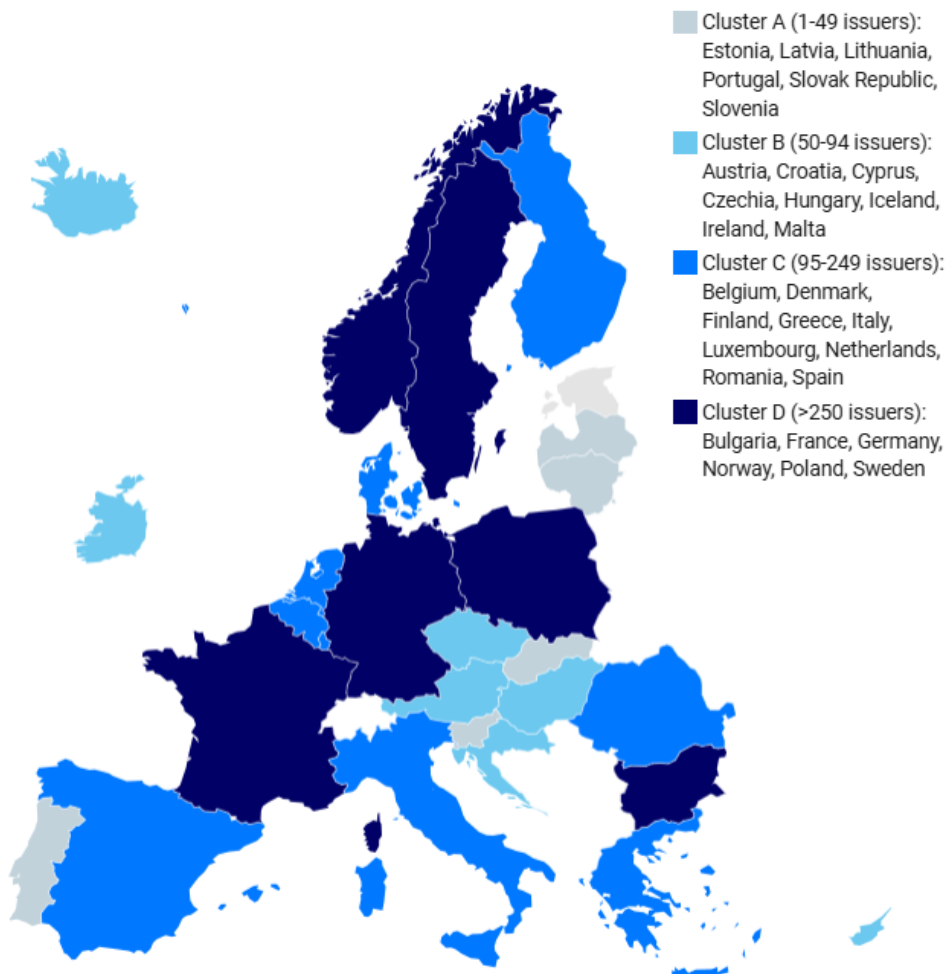 Cluster A (1-49 issuers):
Estonia, Latvia, Lithuania,
Portugal, Slovak Republic,
Slovenia
Cluster B (50-94 issuers):
Austria, Croatia, Cyprus,
Czechia, Hungary, Iceland,
Ireland, Malta
Cluster C (95-249 issuers):
Belgium, Denmark,
Finland, Greece, Italy,
Luxembourg, Netherlands,
Romania, Spain
Cluster D (>250 issuers):
Bulgaria, France, Germany,
Norway, Poland, Sweden